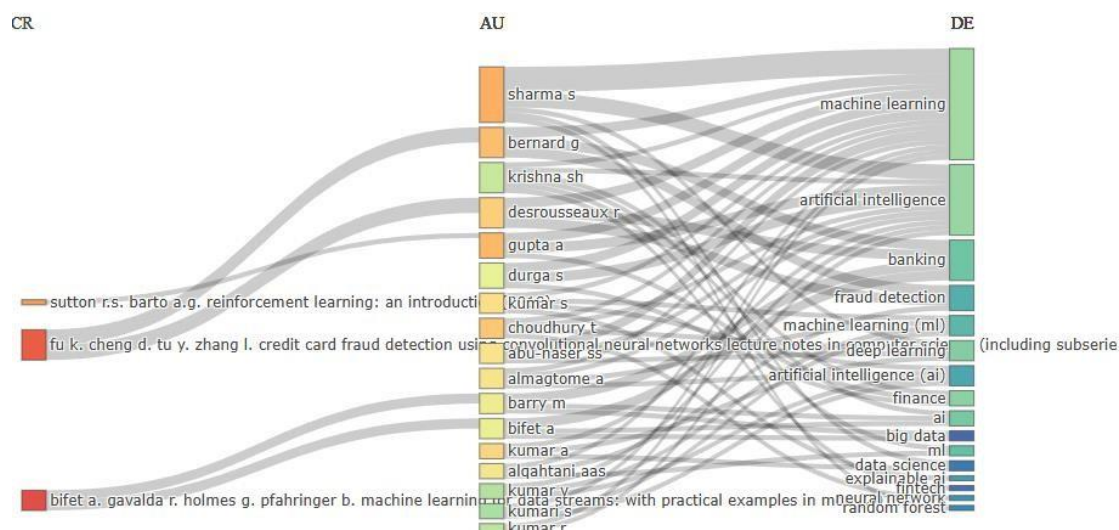 CR
AU
DE
sutton r.s. barto a.g. reinforcement learning: an introducti
fu k. cheng d. tu y. zhang l. credit card fraud detection using convolutional neural networks lecture notes in computer science (including subserie
bifet a. gavalda r. holmes g. pfahringer b. machine learning for data streams: with practical examples in m
sharma s
bernard g
krishna sh
desrousseaux r
gupta a
durga s
kumar s
choudhury t
abu-naser ss
almagtome a
barry m
bifet a
kumar a
alqahtani aas
kumar v
kumari s
kumar r
machine learning
artificial intelligence
banking
fraud detection
machine learning (ml)
deep learning
artificial intelligence (ai)
finance
ai
big data
ml
data science
explainable ai
fintech
neural network
random forest